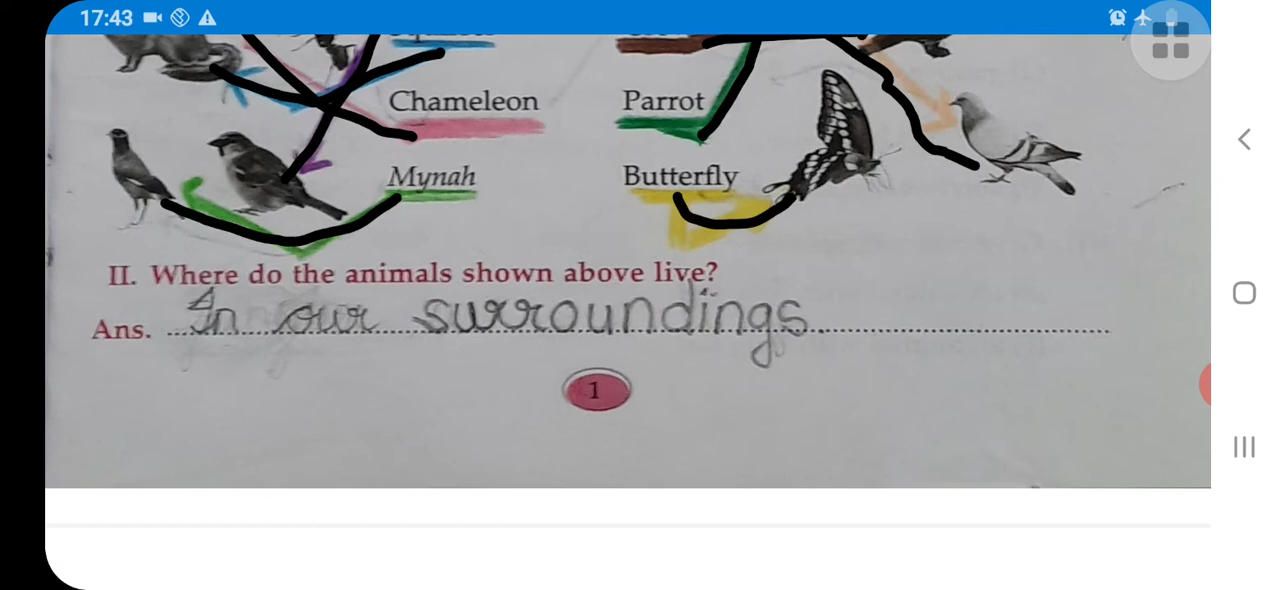 17:43
Chameleon
Parrot
Mynah
Butterfly
II. Where do the animals shown above live?
Ans. In our surroundings
1